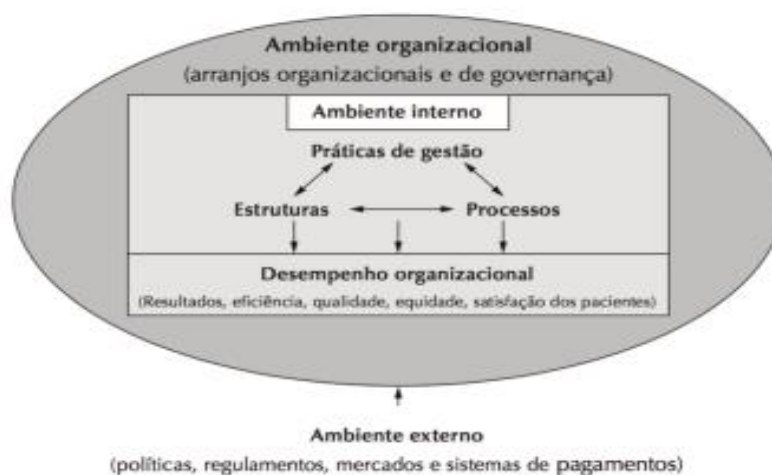 Ambiente organizacional
(arranjos organizacionais e de governança)
Ambiente interno
Práticas de gestão
Estruturas
Processos
Desempenho organizacional
(Resultados, eficiência, qualidade, equidade, satisfação dos pacientes)
Ambiente externo
(políticas, regulamentos, mercados e sistemas de pagamentos)